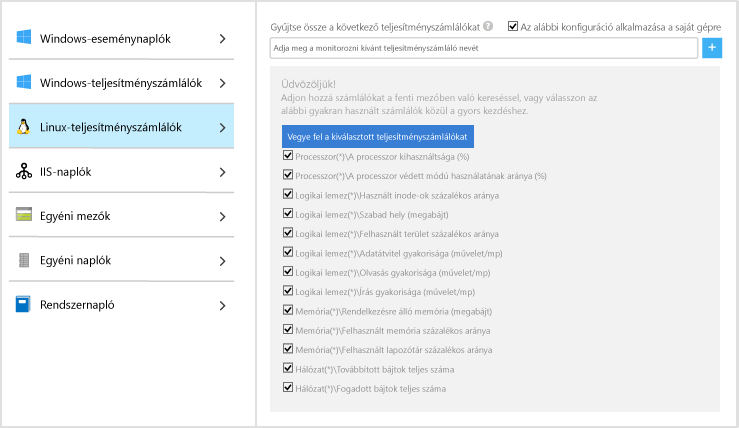 Windows-eseménynaplók
Windows-teljesítményszámlálók
Linux-teljesítményszámlálók
IIS-naplók
Egyéni mezők
Egyéni naplók
Rendszernapló
Gyűjtse össze a következő teljesítményszámlálókat ?
Az alábbi konfiguráció alkalmazása a saját gépre
Adja meg a monitorozni kívánt teljesítményszámláló nevét
+
Üdvözöljük!
Adjon hozzá számlálókat a fenti mezőben való kereséssel, vagy válasszon az
alábbi gyakran használt számlálók közül a gyors kezdéshez.
Vegye fel a kiválasztott teljesítményszámlálókat
Processzor(*)\A processzor kihasználtsága (%)
Processzor(*)\A processzor védett módú használatának aránya (%)
Logikai lemez(*)\Használt inode-ok százalékos aránya
Logikai lemez(*)\Szabad hely (megabájt)
Logikai lemez(*)\Felhasznált terület százalékos aránya
Logikai lemez(*)\Adatátvitel gyakorisága (művelet/mp)
Logikai lemez(*)\Olvasás gyakorisága (művelet/mp)
Logikai lemez(*)\Írás gyakorisága (művelet/mp)
Memória(*)\Rendelkezésre álló memória (megabájt)
Memória(*)\Felhasznált memória százalékos aránya
Memória(*)\Felhasznált lapozótár százalékos aránya
Hálózat(*)\Továbbított bájtok teljes száma
Hálózat(*)\Fogadott bájtok teljes száma